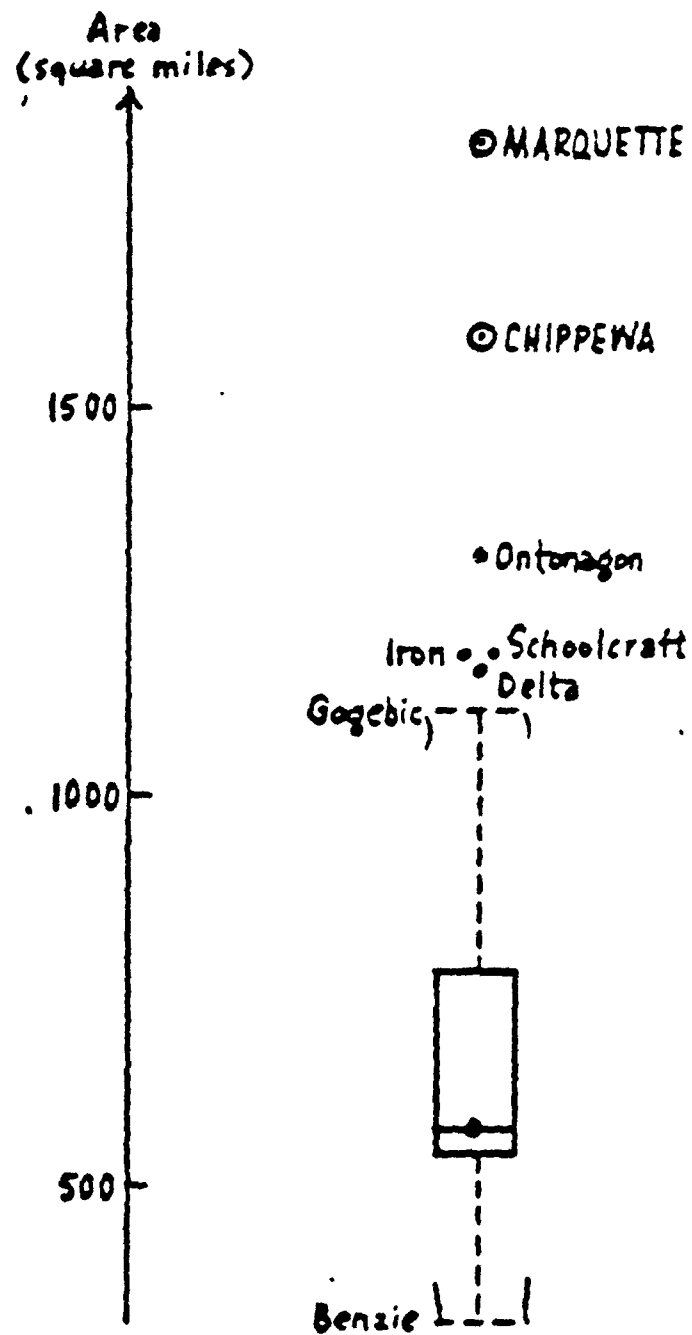 Area
(square miles)
MARQUETTE
CHIPPEWA
1500
Ontonagon
Iron
Schoolcraft
Delta
Gogebic
1000
500
Benzie